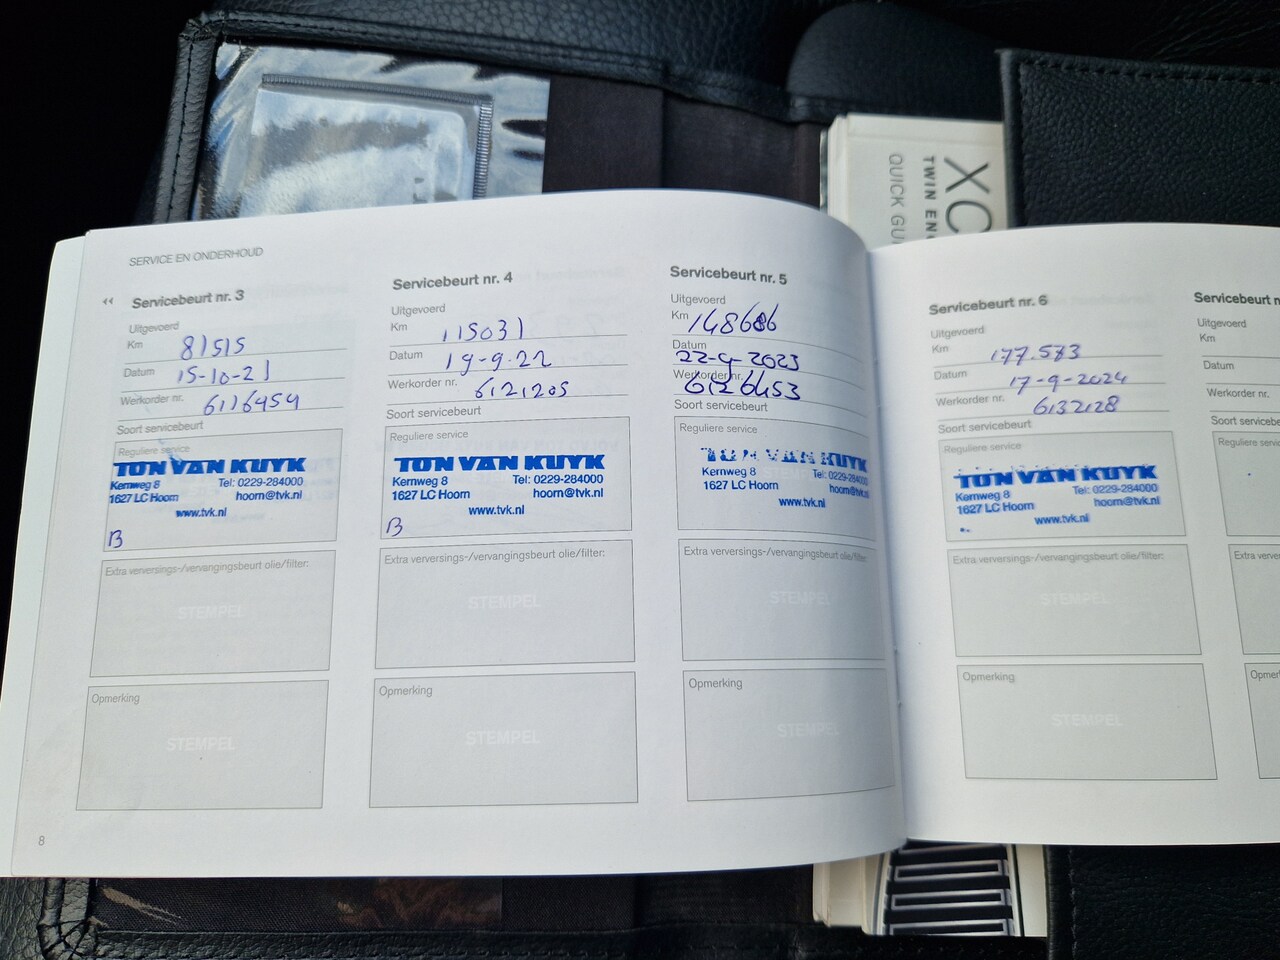 XC
TWIN EN
QUICK GU
SERVICE EN ONDERHOUD
Servicebeurt nr. 3
Uitgevoerd
Km 81515
Datum 15-10-21
Werkorder nr. 6116459
Soort servicebeurt
Reguliere service
TON VAN KUYK
Kernweg 8 Tel: 0229-284000
1627 LC Hoorn hoorn@tvk.nl
www.tvk.nl
B
Extra verversings-/vervangingsbeurt olie/filter:
STEMPEL
Opmerking
STEMPEL
8
Servicebeurt nr. 4
Uitgevoerd
Km 115031
Datum 19-9-22
Werkorder nr. 6121205
Soort servicebeurt
Reguliere service
TON VAN KUYK
Kernweg 8 Tel: 0229-284000
1627 LC Hoorn hoorn@tvk.nl
www.tvk.nl
B
Extra verversings-/vervangingsbeurt olie/filter:
STEMPEL
Opmerking
STEMPEL
Servicebeurt nr. 5
Uitgevoerd
Km 148686
Datum 22-9-2023
Werkorder nr. 6126453
Soort servicebeurt
Reguliere service
TON VAN KUYK
Kernweg 8 Tel: 0229-284000
1627 LC Hoorn hoorn@tvk.nl
www.tvk.nl
Extra verversings-/vervangingsbeurt olie/filter:
STEMPEL
Opmerking
STEMPEL
Servicebeurt nr. 6
Uitgevoerd
Km 177.583
Datum 17-9-2024
Werkorder nr. 6132128
Soort servicebeurt
Reguliere service
TON VAN KUYK
Kernweg 8 Tel: 0229-284000
1627 LC Hoorn hoorn@tvk.nl
www.tvk.nl
Extra verversings-/vervangingsbeurt olie/filter:
STEMPEL
Opmerking
STEMPEL
Servicebeurt n
Uitgevoerd
Km
Datum
Werkorder nr.
Soort servicebe
Reguliere servic
Extra verversin
Opmerk